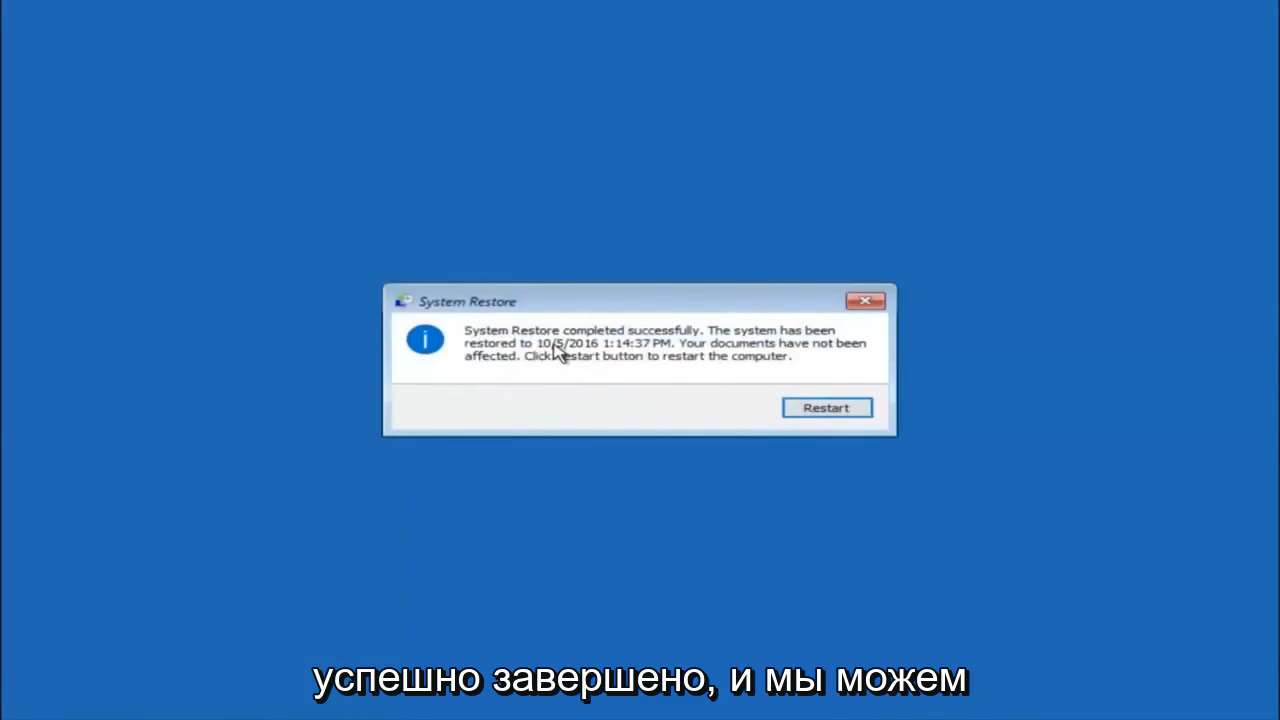 System Restore
System Restore completed successfully. The system has been
restored to 10/5/2016 1:14:37 PM. Your documents have not been
affected. Click Restart button to restart the computer.
Restart
успешно завершено, и мы можем